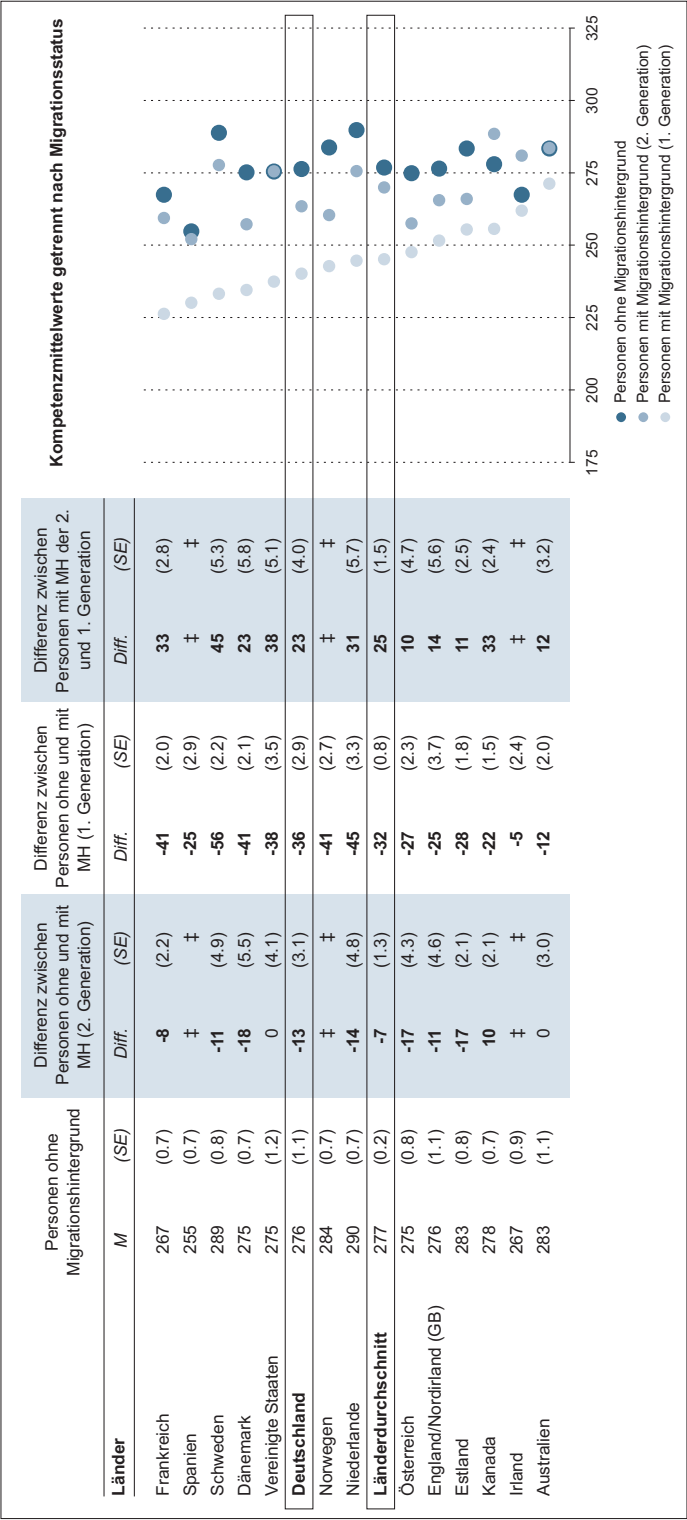 Personen ohne Migrationshintergrund
Differenz zwischen Personen ohne und mit MH (2. Generation)
Differenz zwischen Personen ohne und mit MH (1. Generation)
Differenz zwischen Personen mit MH der 2. und 1. Generation
Kompetenzmittelwerte getrennt nach Migrationsstatus
Länder M (SE) Diff. (SE) Diff. (SE) Diff. (SE)
Frankreich 267 (0.7) -8 (2.2) -41 (2.0) 33 (2.8)
Spanien 255 (0.7) ‡ ‡ -25 (2.9) ‡ ‡
Schweden 289 (0.8) -11 (4.9) -56 (2.2) 45 (5.3)
Dänemark 275 (0.7) -18 (5.5) -41 (2.1) 23 (5.8)
Vereinigte Staaten 275 (1.2) 0 (4.1) -38 (3.5) 38 (5.1)
Deutschland 276 (1.1) -13 (3.1) -36 (2.9) 23 (4.0)
Norwegen 284 (0.7) ‡ ‡ -41 (2.7) ‡ ‡
Niederlande 290 (0.7) -14 (4.8) -45 (3.3) 31 (5.7)
Länderdurchschnitt 277 (0.2) -7 (1.3) -32 (0.8) 25 (1.5)
Österreich 275 (0.8) -17 (4.3) -27 (2.3) 10 (4.7)
England/Nordirland (GB) 276 (1.1) -11 (4.6) -25 (3.7) 14 (5.6)
Estland 283 (0.8) -17 (2.1) -28 (1.8) 11 (2.5)
Kanada 278 (0.7) 10 (2.1) -22 (1.5) 33 (2.4)
Irland 267 (0.9) ‡ ‡ -5 (2.4) ‡ ‡
Australien 283 (1.1) 0 (3.0) -12 (2.0) 12 (3.2)
175 200 225 250 275 300 325
Personen ohne Migrationshintergrund
Personen mit Migrationshintergrund (2. Generation)
Personen mit Migrationshintergrund (1. Generation)